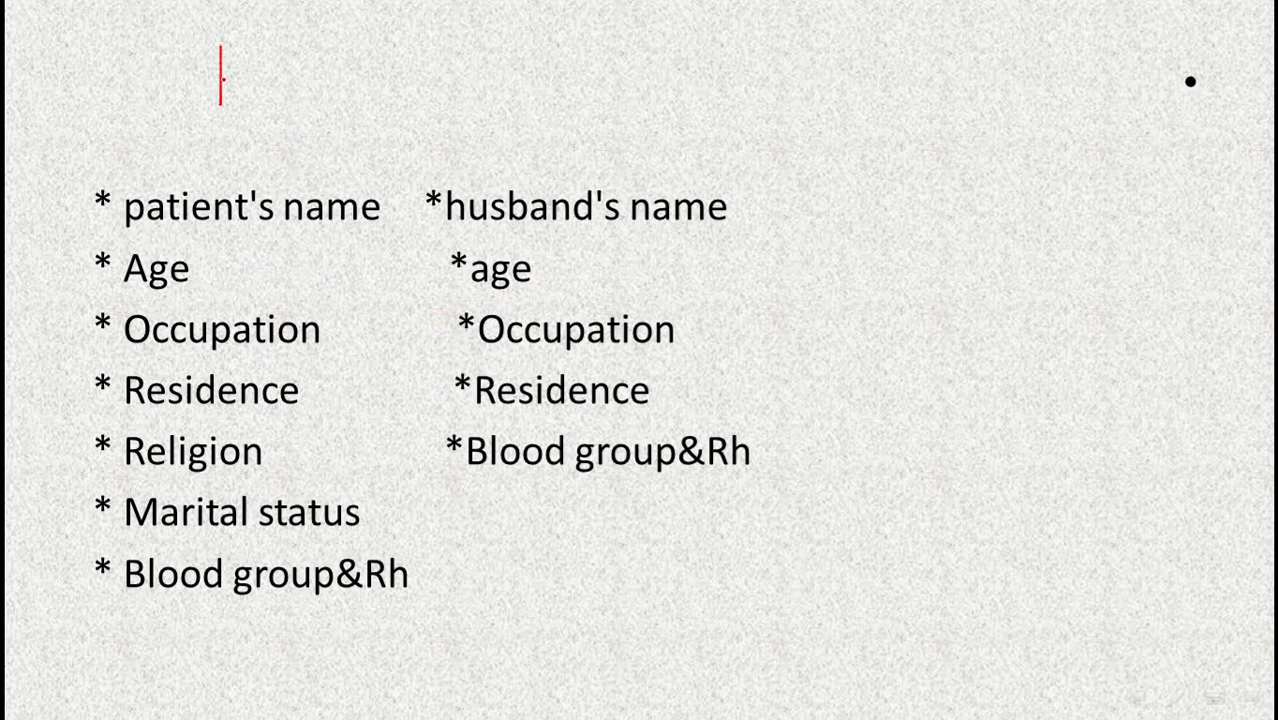 •
* patient's name *husband's name
* Age *age
* Occupation *Occupation
* Residence *Residence
* Religion *Blood group&Rh
* Marital status
* Blood group&Rh